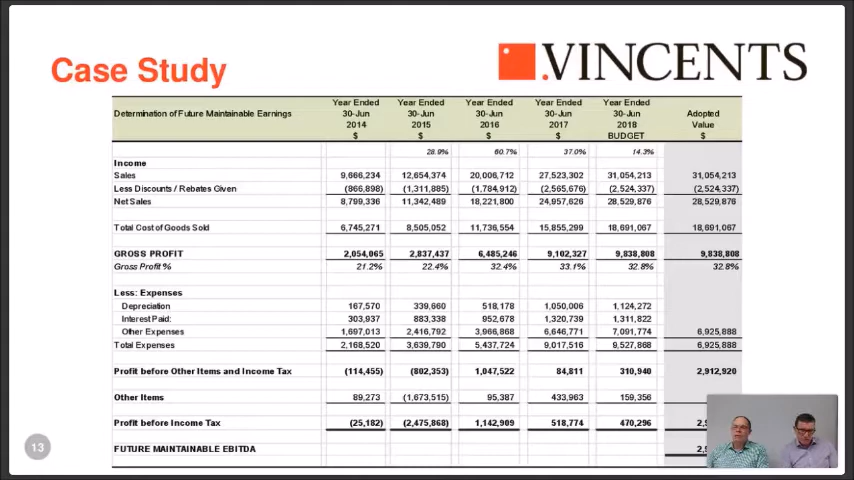 Case Study
.VINCENTS
Year Ended Year Ended Year Ended Year Ended Year Ended
Determination of Future Maintainable Earnings 30-Jun 30-Jun 30-Jun 30-Jun 30-Jun Adopted
2014 2015 2016 2017 2018 Value
$ $ $ $ BUDGET $
28.9% 60.7% 37.0% 14.3%
Income
Sales 9,666,234 12,654,374 20,006,712 27,523,302 31,054,213 31,054,213
Less Discounts / Rebates Given (866,898) (1,311,885) (1,784,912) (2,565,676) (2,524,337) (2,524,337)
Net Sales 8,799,336 11,342,489 18,221,800 24,957,626 28,529,876 28,529,876
Total Cost of Goods Sold 6,745,271 8,505,052 11,736,554 15,855,299 18,691,067 18,691,067
GROSS PROFIT 2,054,065 2,837,437 6,485,246 9,102,327 9,838,808 9,838,808
Gross Profit % 21.2% 22.4% 32.4% 33.1% 32.8% 32.8%
Less: Expenses
Depreciation 167,570 339,660 518,178 1,050,006 1,124,272
Interest Paid: 303,937 883,338 952,678 1,320,739 1,311,822
Other Expenses 1,697,013 2,416,792 3,966,868 6,646,771 7,091,774 6,925,888
Total Expenses 2,168,520 3,639,790 5,437,724 9,017,516 9,527,868 6,925,888
Profit before Other Items and Income Tax (114,455) (802,353) 1,047,522 84,811 310,940 2,912,920
Other Items 89,273 (1,673,515) 95,387 433,963 159,356
Profit before Income Tax (25,182) (2,475,868) 1,142,909 518,774 470,296 2,9
FUTURE MAINTAINABLE EBITDA 2,9
13